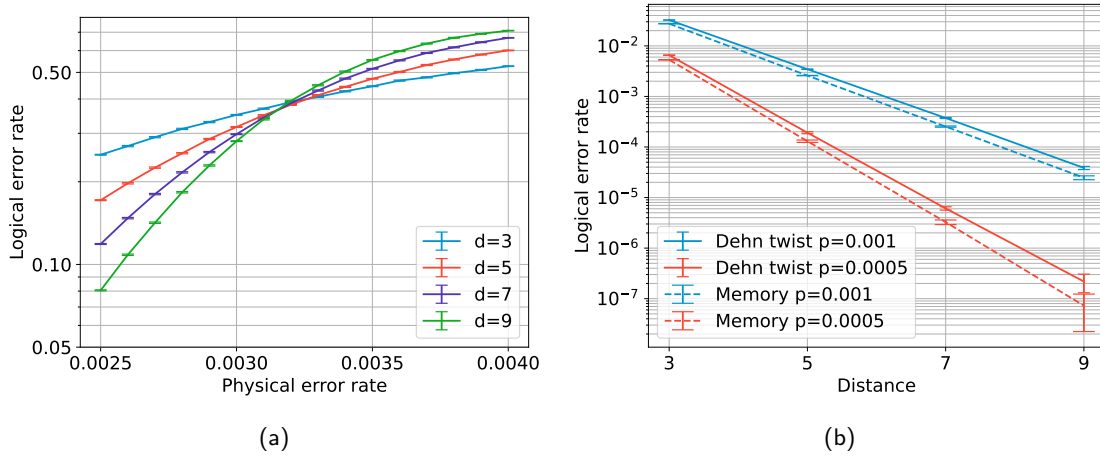 Logical error rate
0.50
0.10
0.05
d=3
d=5
d=7
d=9
0.0025
0.0030
0.0035
0.0040
Physical error rate
(a)
Logical error rate
10⁻²
10⁻³
10⁻⁴
10⁻⁵
10⁻⁶
10⁻⁷
Dehn twist p=0.001
Dehn twist p=0.0005
Memory p=0.001
Memory p=0.0005
3
5
7
9
Distance
(b)